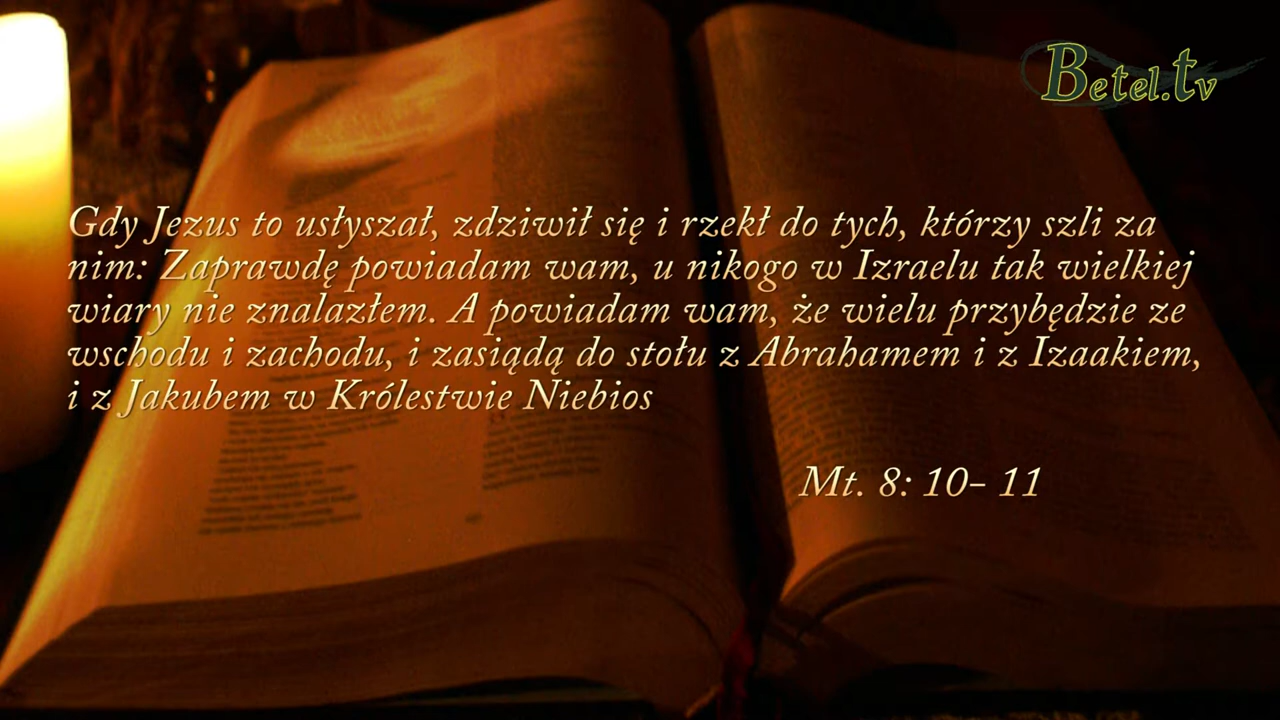 Betel.tv
Gdy Jezus to usłyszał, zdziwił się i rzekł do tych, którzy szli za
nim: Zaprawdę powiadam wam, u nikogo w Izraelu tak wielkiej
wiary nie znalazłem. A powiadam wam, że wielu przybędzie ze
wschodu i zachodu, i zasiądą do stołu z Abrahamem i z Izaakiem,
i z Jakubem w Królestwie Niebios
Mt. 8: 10- 11